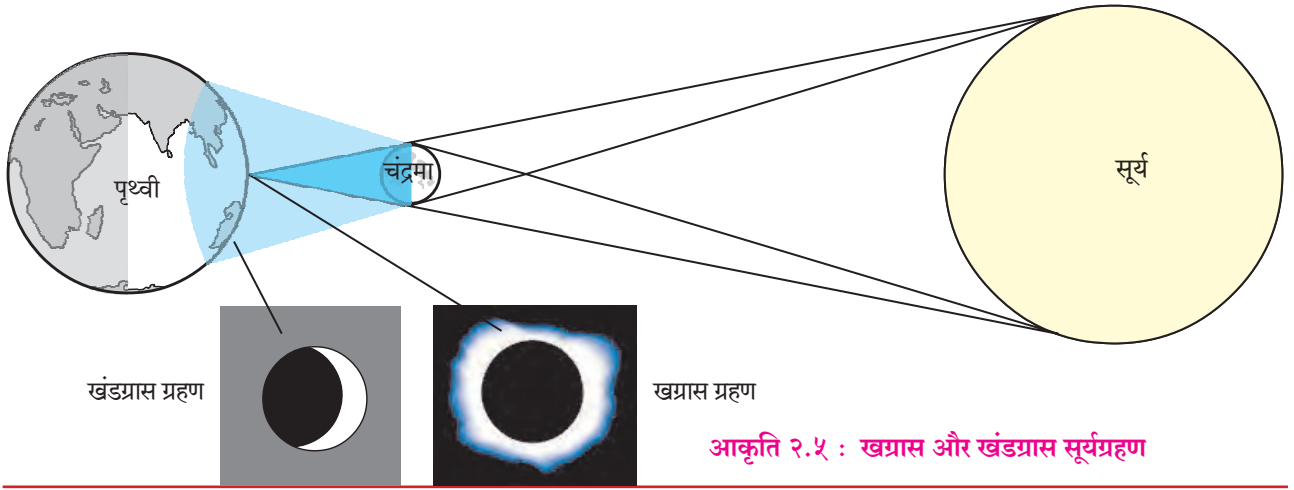 पृथ्वी
चंद्रमा
सूर्य
खंडग्रास ग्रहण
खग्रास ग्रहण
आकृति २.५ : खग्रास और खंडग्रास सूर्यग्रहण